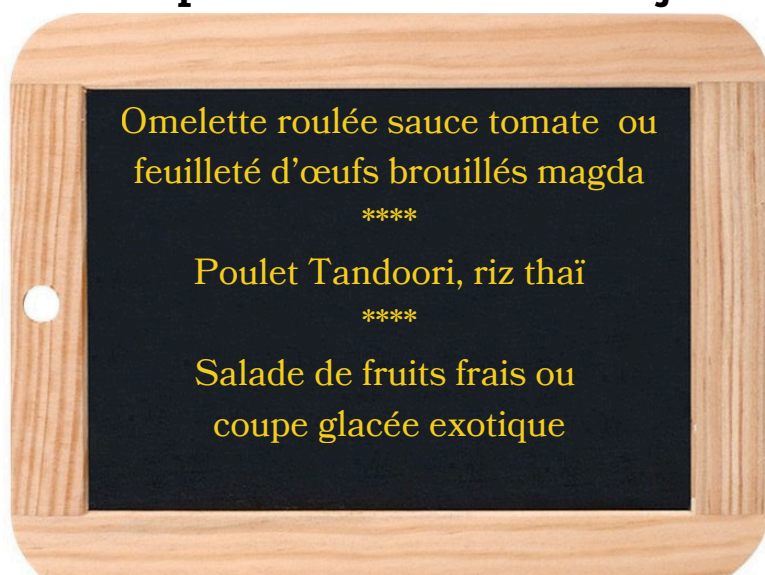 Omelette roulée sauce tomate ou
feuilleté d'œufs brouillés magda
****
Poulet Tandoori, riz thaï
****
Salade de fruits frais ou
coupe glacée exotique